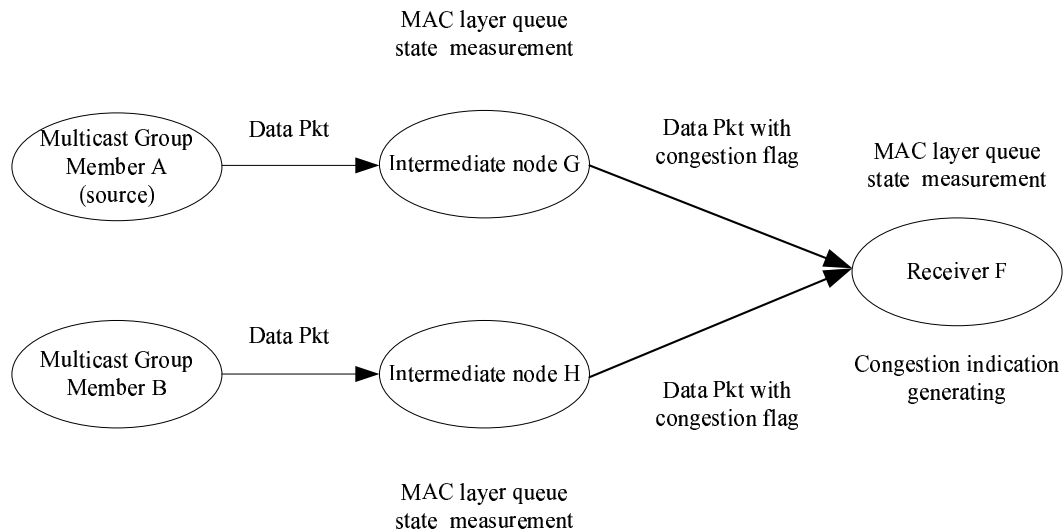 MAC layer queue
state measurement
Multicast Group
Member A
(source)
Data Pkt
Intermediate node G
Data Pkt with
congestion flag
MAC layer queue
state measurement
Receiver F
Congestion indication
generating
Multicast Group
Member B
Data Pkt
Intermediate node H
Data Pkt with
congestion flag
MAC layer queue
state measurement